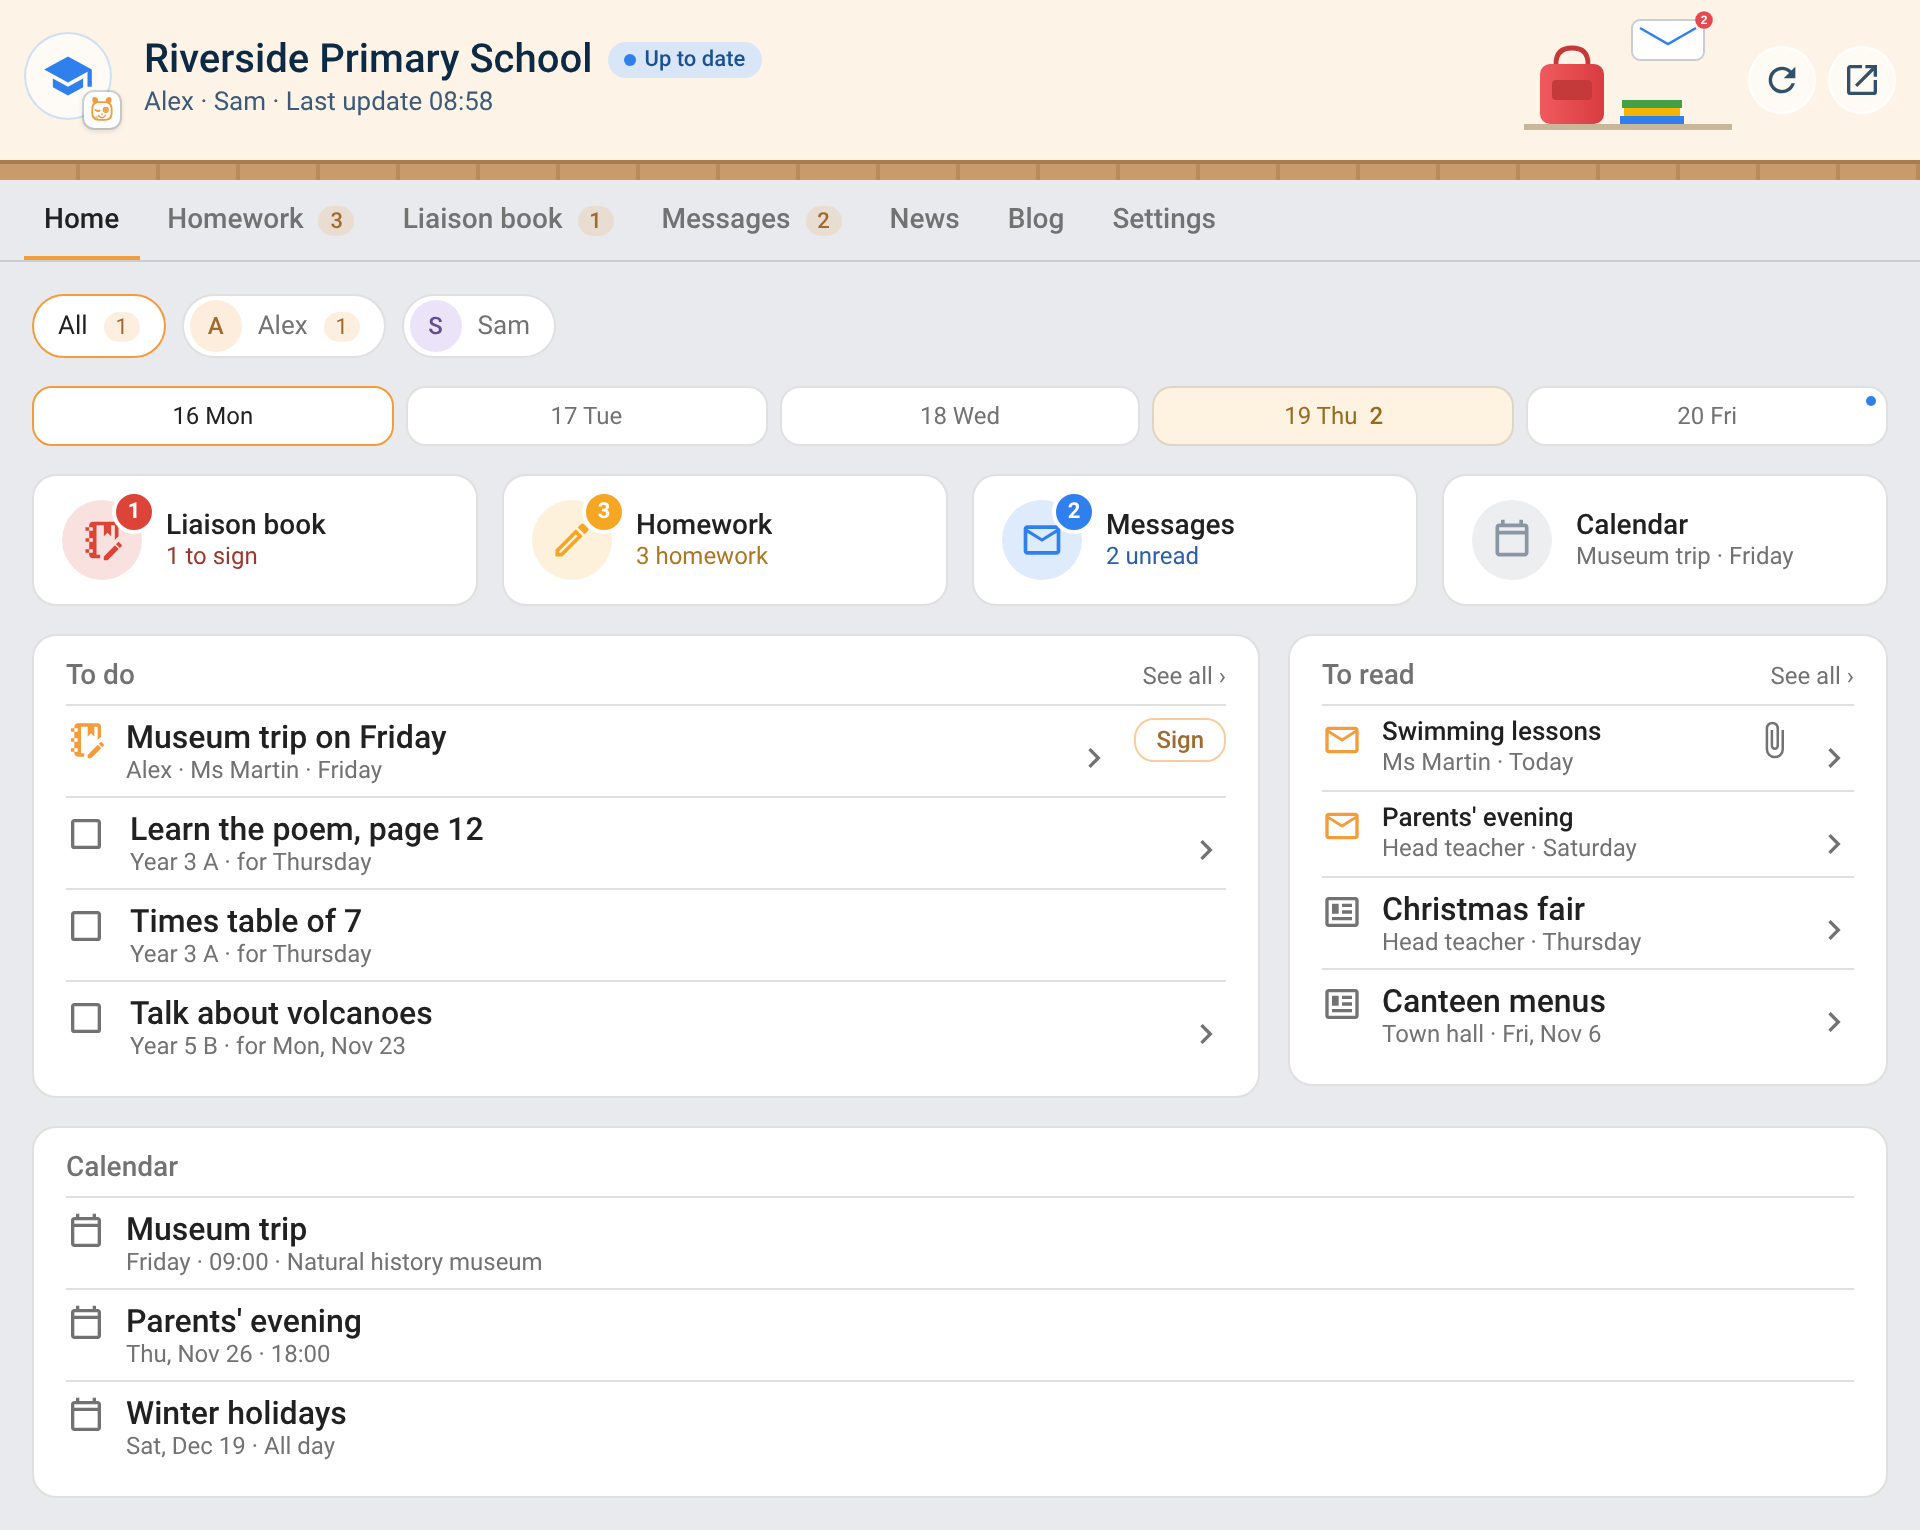 Riverside Primary School Up to date
Alex · Sam · Last update 08:58
2
Home Homework 3 Liaison book 1 Messages 2 News Blog Settings
All 1 A Alex 1 S Sam
16 Mon 17 Tue 18 Wed 19 Thu 2 20 Fri
1 Liaison book
1 to sign
3 Homework
3 homework
2 Messages
2 unread
Calendar
Museum trip · Friday
To do See all ›
Museum trip on Friday Sign
Alex · Ms Martin · Friday
Learn the poem, page 12
Year 3 A · for Thursday
Times table of 7
Year 3 A · for Thursday
Talk about volcanoes
Year 5 B · for Mon, Nov 23
To read See all ›
Swimming lessons
Ms Martin · Today
Parents' evening
Head teacher · Saturday
Christmas fair
Head teacher · Thursday
Canteen menus
Town hall · Fri, Nov 6
Calendar
Museum trip
Friday · 09:00 · Natural history museum
Parents' evening
Thu, Nov 26 · 18:00
Winter holidays
Sat, Dec 19 · All day